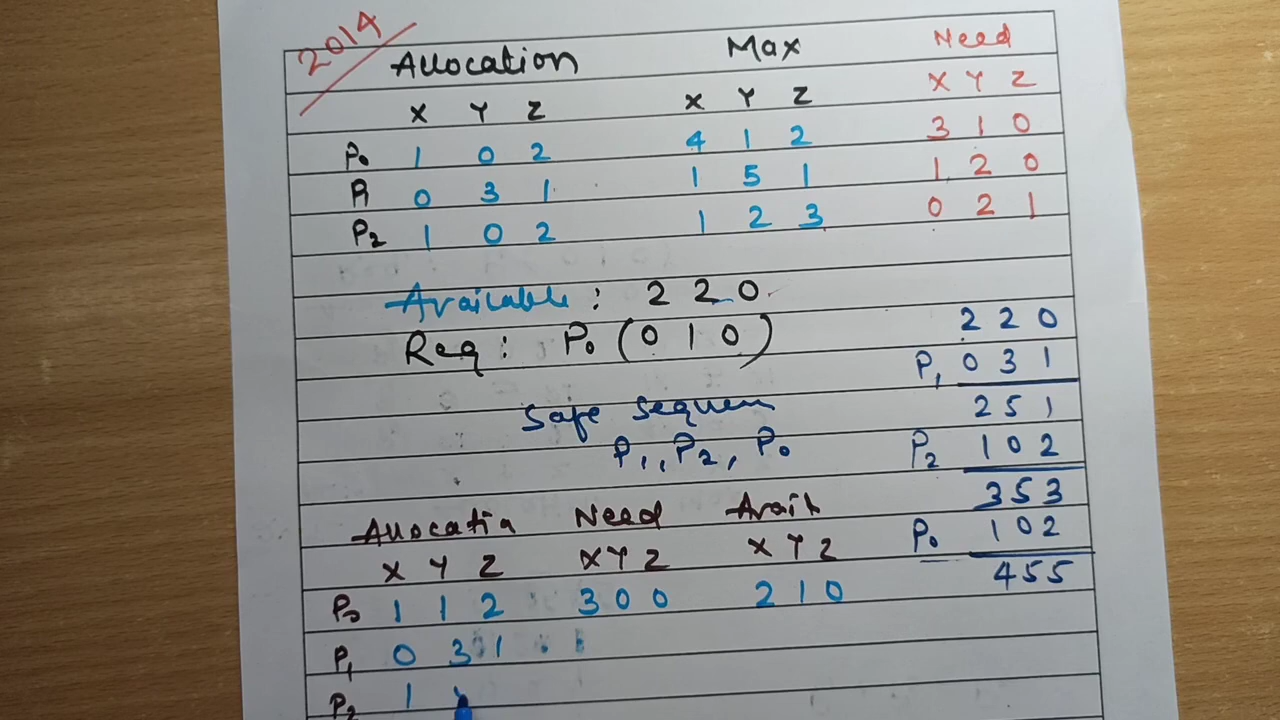 2014
Allocation Max Need
X Y Z X Y Z X Y Z
P0 1 0 2 4 1 2 3 1 0
P1 0 3 1 1 5 1 1 2 0
P2 1 0 2 1 2 3 0 2 1
Available : 2 2 0
Req : P0 (0 1 0)
Safe Sequen
P1, P2, P0
2 2 0
P1 0 3 1
2 5 1
P2 1 0 2
3 5 3
P0 1 0 2
4 5 5
Allocatin Need Avail
X Y Z X Y Z X Y Z
P0 1 1 2 3 0 0 2 1 0
P1 0 3 1
P2 1